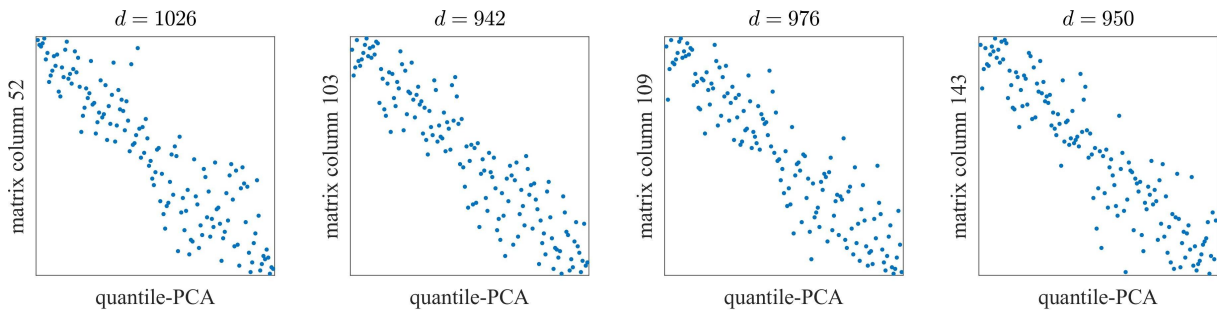 d = 1026
matrix column 52
quantile-PCA
d = 942
matrix column 103
quantile-PCA
d = 976
matrix column 109
quantile-PCA
d = 950
matrix column 143
quantile-PCA